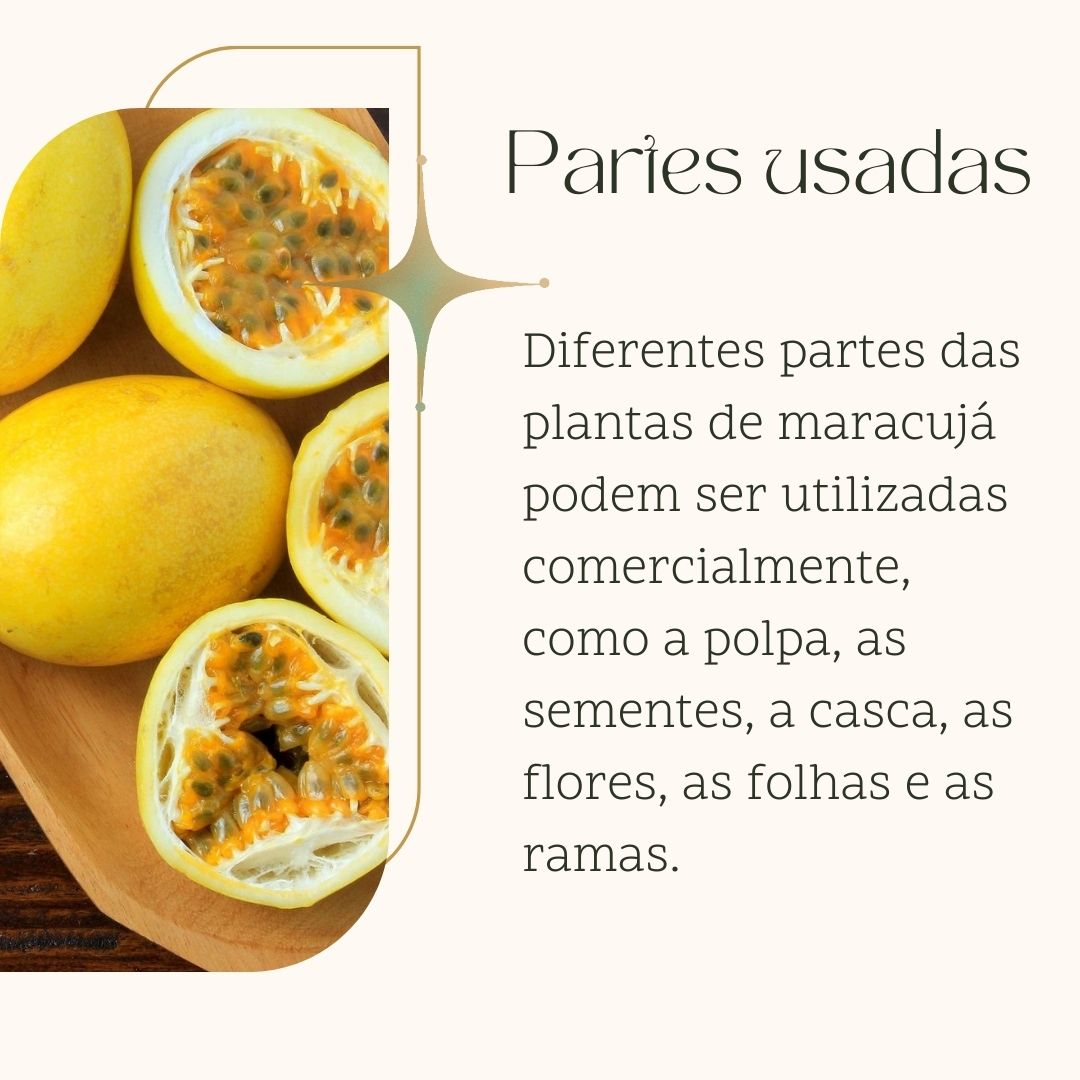 Partes usadas
Diferentes partes das
plantas de maracujá
podem ser utilizadas
comercialmente,
como a polpa, as
sementes, a casca, as
flores, as folhas e as
ramas.